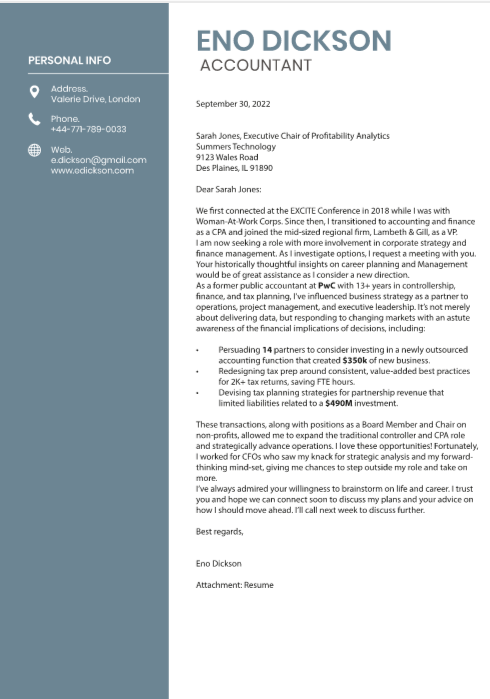 ENO DICKSON
ACCOUNTANT
PERSONAL INFO
Address.
Valerie Drive, London
Phone.
+44-771-789-0033
Web.
e.dickson@gmail.com
www.edickson.com
September 30, 2022
Sarah Jones, Executive Chair of Profitability Analytics
Summers Technology
9123 Wales Road
Des Plaines, IL 91890
Dear Sarah Jones:
We first connected at the EXCITE Conference in 2018 while I was with
Woman-At-Work Corps. Since then, I transitioned to accounting and finance
as a CPA and joined the mid-sized regional firm, Lambeth & Gill, as a VP.
I am now seeking a role with more involvement in corporate strategy and
finance management. As I investigate options, I request a meeting with you.
Your historically thoughtful insights on career planning and Management
would be of great assistance as I consider a new direction.
As a former public accountant at PwC with 13+ years in controllership,
finance, and tax planning, I've influenced business strategy as a partner to
operations, project management, and executive leadership. It's not merely
about delivering data, but responding to changing markets with an astute
awareness of the financial implications of decisions, including:
• Persuading 14 partners to consider investing in a newly outsourced
accounting function that created $350k of new business.
• Redesigning tax prep around consistent, value-added best practices
for 2K+ tax returns, saving FTE hours.
• Devising tax planning strategies for partnership revenue that
limited liabilities related to a $490M investment.
These transactions, along with positions as a Board Member and Chair on
non-profits, allowed me to expand the traditional controller and CPA role
and strategically advance operations. I love these opportunities! Fortunately,
I worked for CFOs who saw my knack for strategic analysis and my forward-
thinking mind-set, giving me chances to step outside my role and take on
more.
I've always admired your willingness to brainstorm on life and career. I trust
you and hope we can connect soon to discuss my plans and your advice on
how I should move ahead. I'll call next week to discuss further.
Best regards,
Eno Dickson
Attachment: Resume